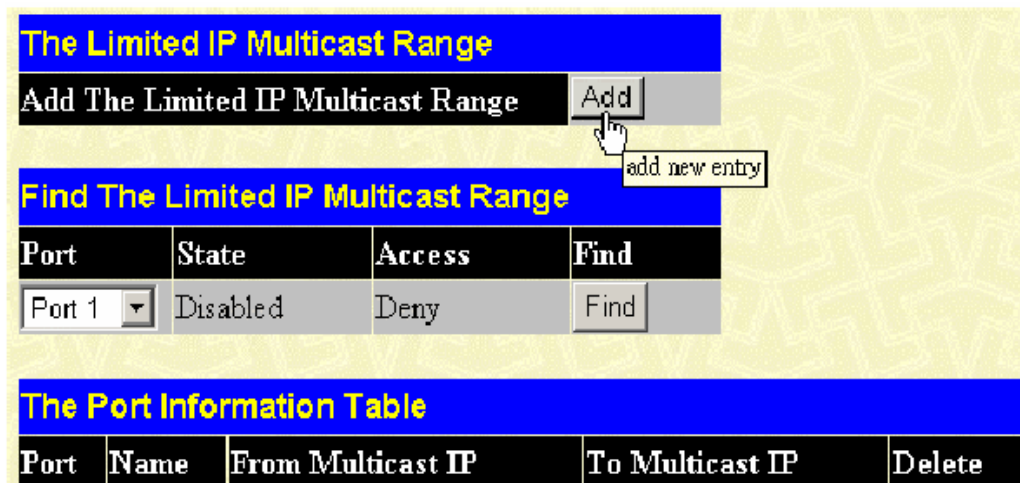 The Limited IP Multicast Range
Add The Limited IP Multicast Range Add
add new entry
Find The Limited IP Multicast Range
Port State Access Find
Port 1 Disabled Deny Find
The Port Information Table
Port Name From Multicast IP To Multicast IP Delete